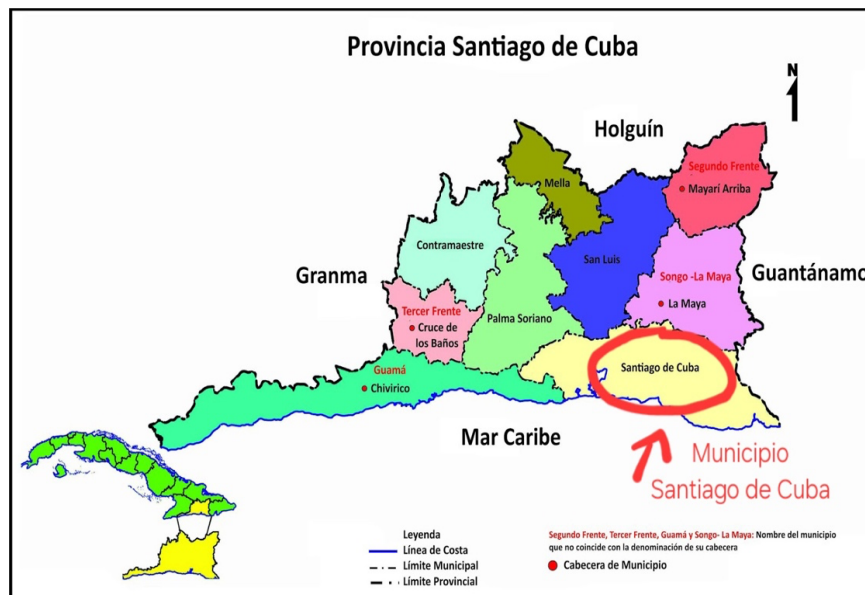 Provincia Santiago de Cuba
N
Holguín
Segundo Frente
Mella
Mayarí Arriba
Contramaestre
San Luis
Granma
Songo -La Maya
Guantánamo
Tercer Frente
La Maya
Cruce de
los Baños
Palma Soriano
Guamá
Santiago de Cuba
Chivirico
Mar Caribe
Municipio
Santiago de Cuba
Leyenda
Línea de Costa
Límite Municipal
Límite Provincial
Segundo Frente, Tercer Frente, Guamá y Songo- La Maya: Nombre del municipio
que no coincide con la denominación de su cabecera
Cabecera de Municipio